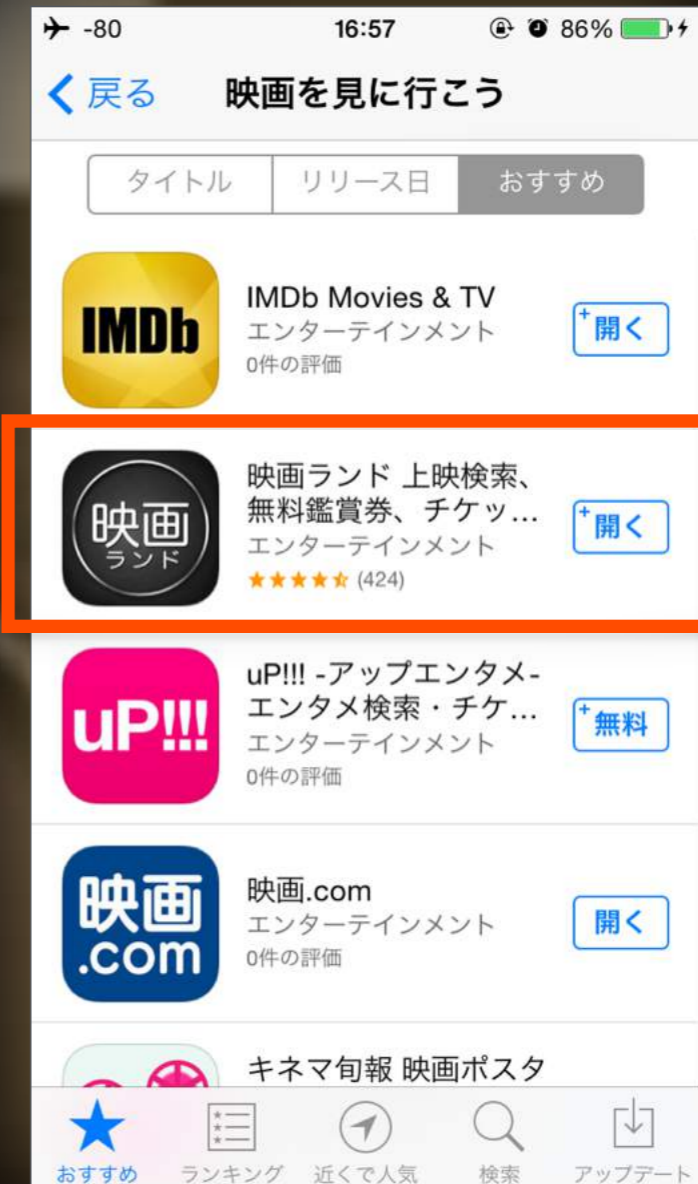 -80 16:57 86%
戻る 映画を見に行こう
タイトル リリース日 おすすめ
IMDb
IMDb Movies & TV
エンターテインメント
0件の評価
+開く
映画
ランド
映画ランド 上映検索、
無料鑑賞券、チケッ...
エンターテインメント
★★★★⯪ (424)
+開く
uP!!!
uP!!! -アップエンタメ-
エンタメ検索・チケ...
エンターテインメント
0件の評価
+無料
映画
.com
映画.com
エンターテインメント
0件の評価
開く
キネマ旬報 映画ポスタ
おすすめ ランキング 近くで人気 検索 アップデート